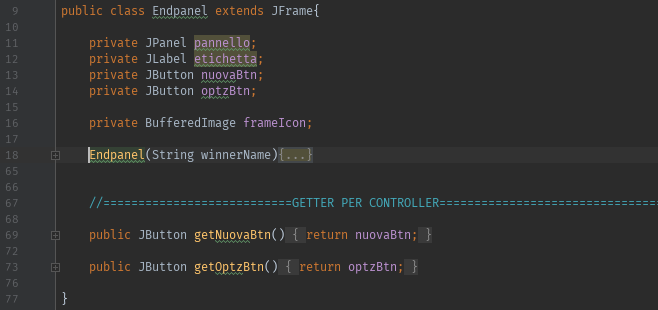 9 public class Endpanel extends JFrame{
10
11 private JPanel pannello;
12 private JLabel etichetta;
13 private JButton nuovaBtn;
14 private JButton optzBtn;
15
16 private BufferedImage frameIcon;
17
18 Endpanel(String winnerName){...}
65
66
67 //===========================GETTER PER CONTROLLER===============================
68
69 public JButton getNuovaBtn() { return nuovaBtn; }
72
73 public JButton getOptzBtn() { return optzBtn; }
76
77 }